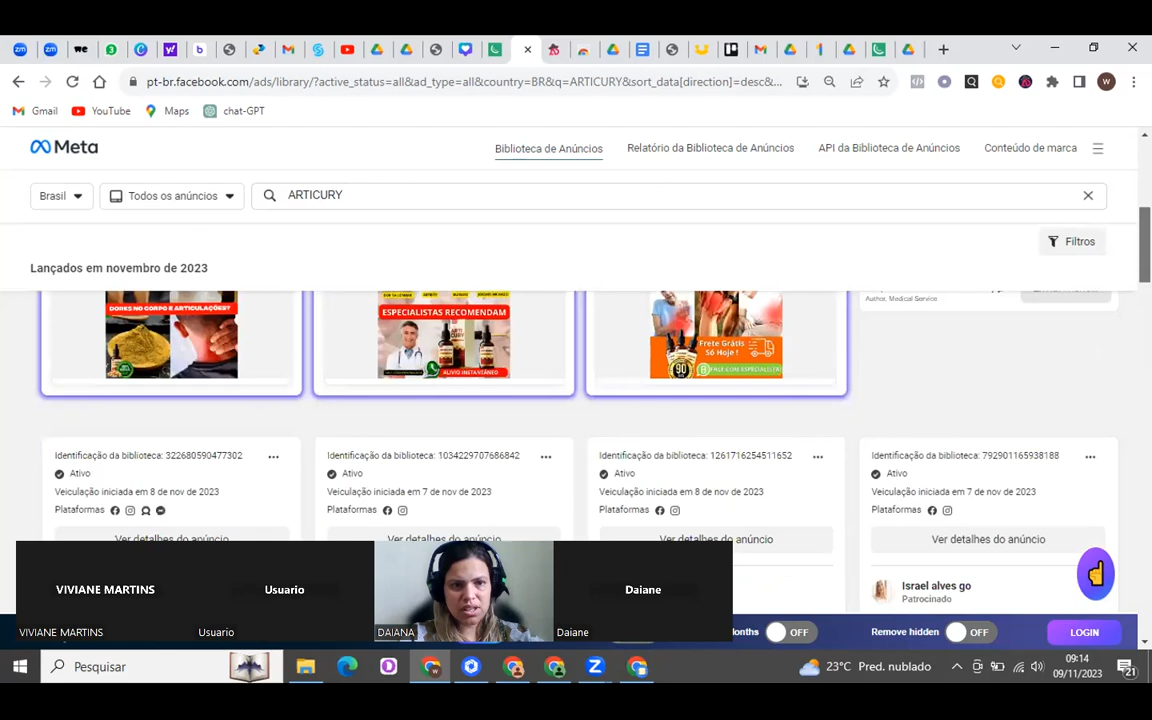 pt-br.facebook.com/ads/library/?active_status=all&ad_type=all&country=BR&q=ARTICURY&sort_data[direction]=desc&...
Gmail YouTube Maps chat-GPT
Meta Biblioteca de Anúncios Relatório da Biblioteca de Anúncios API da Biblioteca de Anúncios Conteúdo de marca
Brasil Todos os anúncios ARTICURY
Filtros
Lançados em novembro de 2023
DORES NO CORPO E ARTICULAÇÕES?
ESPECIALISTAS RECOMENDAM
ARTI CURY
ALIVIO INSTANTÂNEO
Frete Grátis
Só Hoje !
90
Author, Medical Service
Identificação da biblioteca: 322680590477302 Identificação da biblioteca: 1034229707686842 Identificação da biblioteca: 1261716254511652 Identificação da biblioteca: 792901165938188
Ativo Ativo Ativo Ativo
Veiculação iniciada em 8 de nov de 2023 Veiculação iniciada em 7 de nov de 2023 Veiculação iniciada em 8 de nov de 2023 Veiculação iniciada em 7 de nov de 2023
Plataformas Plataformas Plataformas Plataformas
Ver detalhes do anúncio Ver detalhes do anúncio Ver detalhes do anúncio Ver detalhes do anúncio
Israel alves go
Patrocinado
VIVIANE MARTINS Usuario Daiane
VIVIANE MARTINS Usuario DAIANA Daiane
onths OFF Remove hidden OFF LOGIN
Pesquisar 23°C Pred. nublado 09:14
09/11/2023 21